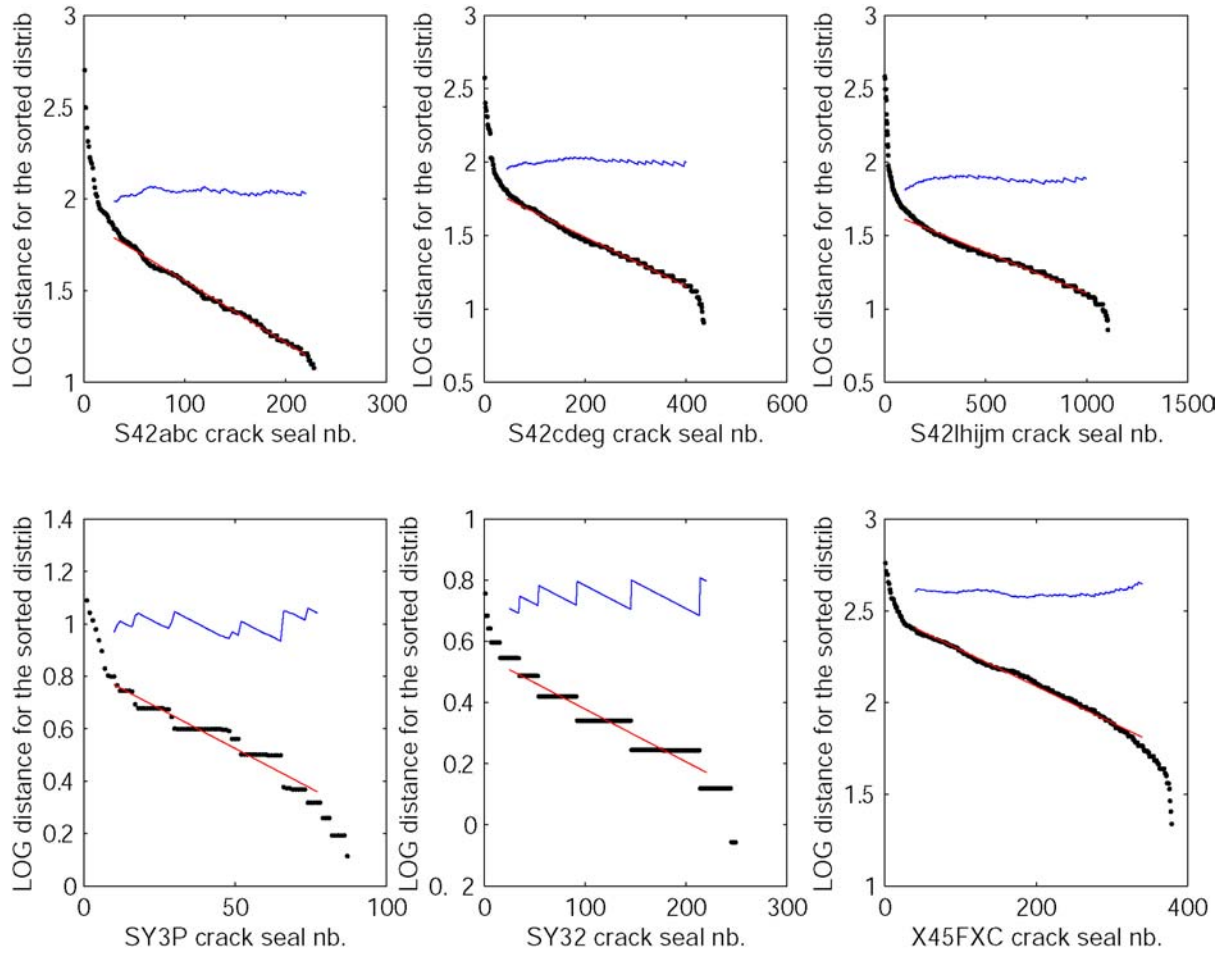 LOG distance for the sorted distrib
3
2.5
2
1.5
1
0 100 200 300
S42abc crack seal nb.
LOG distance for the sorted distrib
3
2.5
2
1.5
1
0.5
0 200 400 600
S42cdeg crack seal nb.
LOG distance for the sorted distrib
3
2.5
2
1.5
1
0.5
0 500 1000 1500
S42lhijm crack seal nb.
LOG distance for the sorted distrib
1.4
1.2
1
0.8
0.6
0.4
0.2
0
0 50 100
SY3P crack seal nb.
LOG distance for the sorted distrib
1
0.8
0.6
0.4
0.2
0
0. 2
0 100 200 300
SY32 crack seal nb.
LOG distance for the sorted distrib
3
2.5
2
1.5
1
0 200 400
X45FXC crack seal nb.